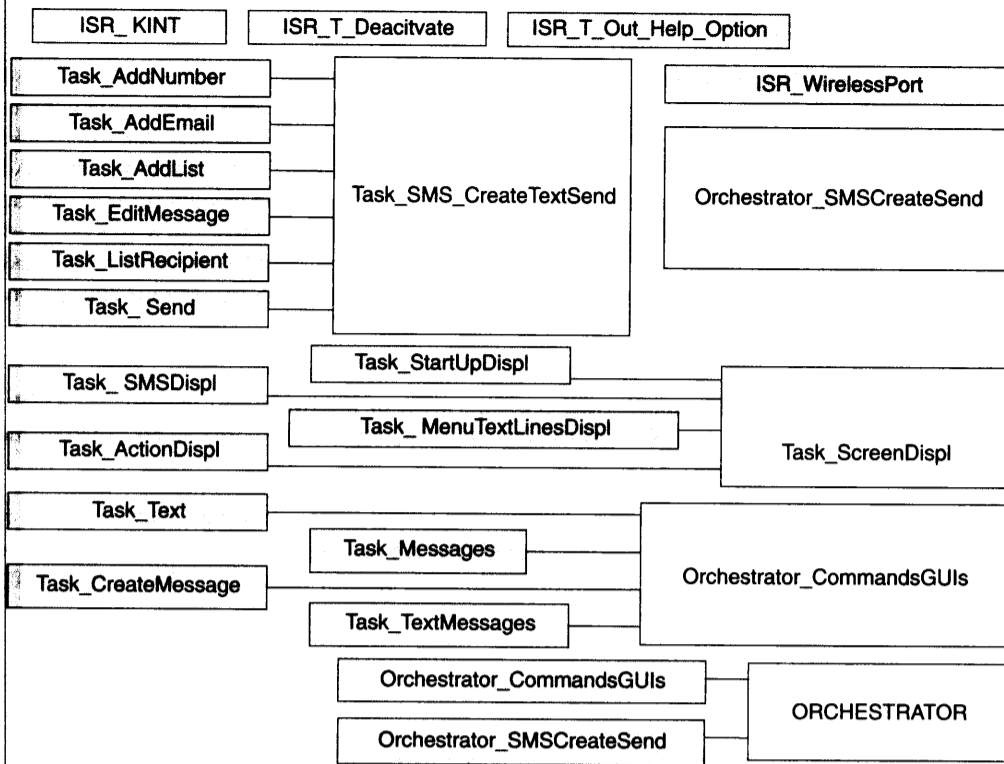 ISR_ KINT
ISR_T_Deacitvate
ISR_T_Out_Help_Option
Task_AddNumber
ISR_WirelessPort
Task_AddEmail
Task_AddList
Task_SMS_CreateTextSend
Orchestrator_SMSCreateSend
Task_EditMessage
Task_ListRecipient
Task_ Send
Task_StartUpDispl
Task_ SMSDispl
Task_ MenuTextLinesDispl
Task_ActionDispl
Task_ScreenDispl
Task_Text
Task_Messages
Task_CreateMessage
Orchestrator_CommandsGUIs
Task_TextMessages
Orchestrator_CommandsGUIs
ORCHESTRATOR
Orchestrator_SMSCreateSend